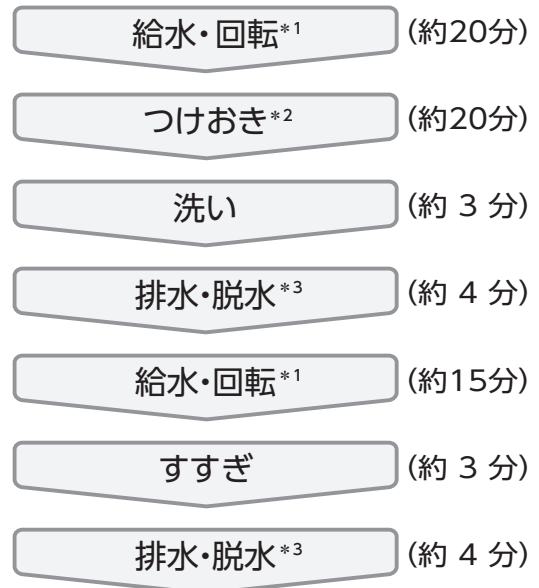 給水・回転*1 (約20分)
つけおき*2 (約20分)
洗い (約 3 分)
排水・脱水*3 (約 4 分)
給水・回転*1 (約15分)
すすぎ (約 3 分)
排水・脱水*3 (約 4 分)